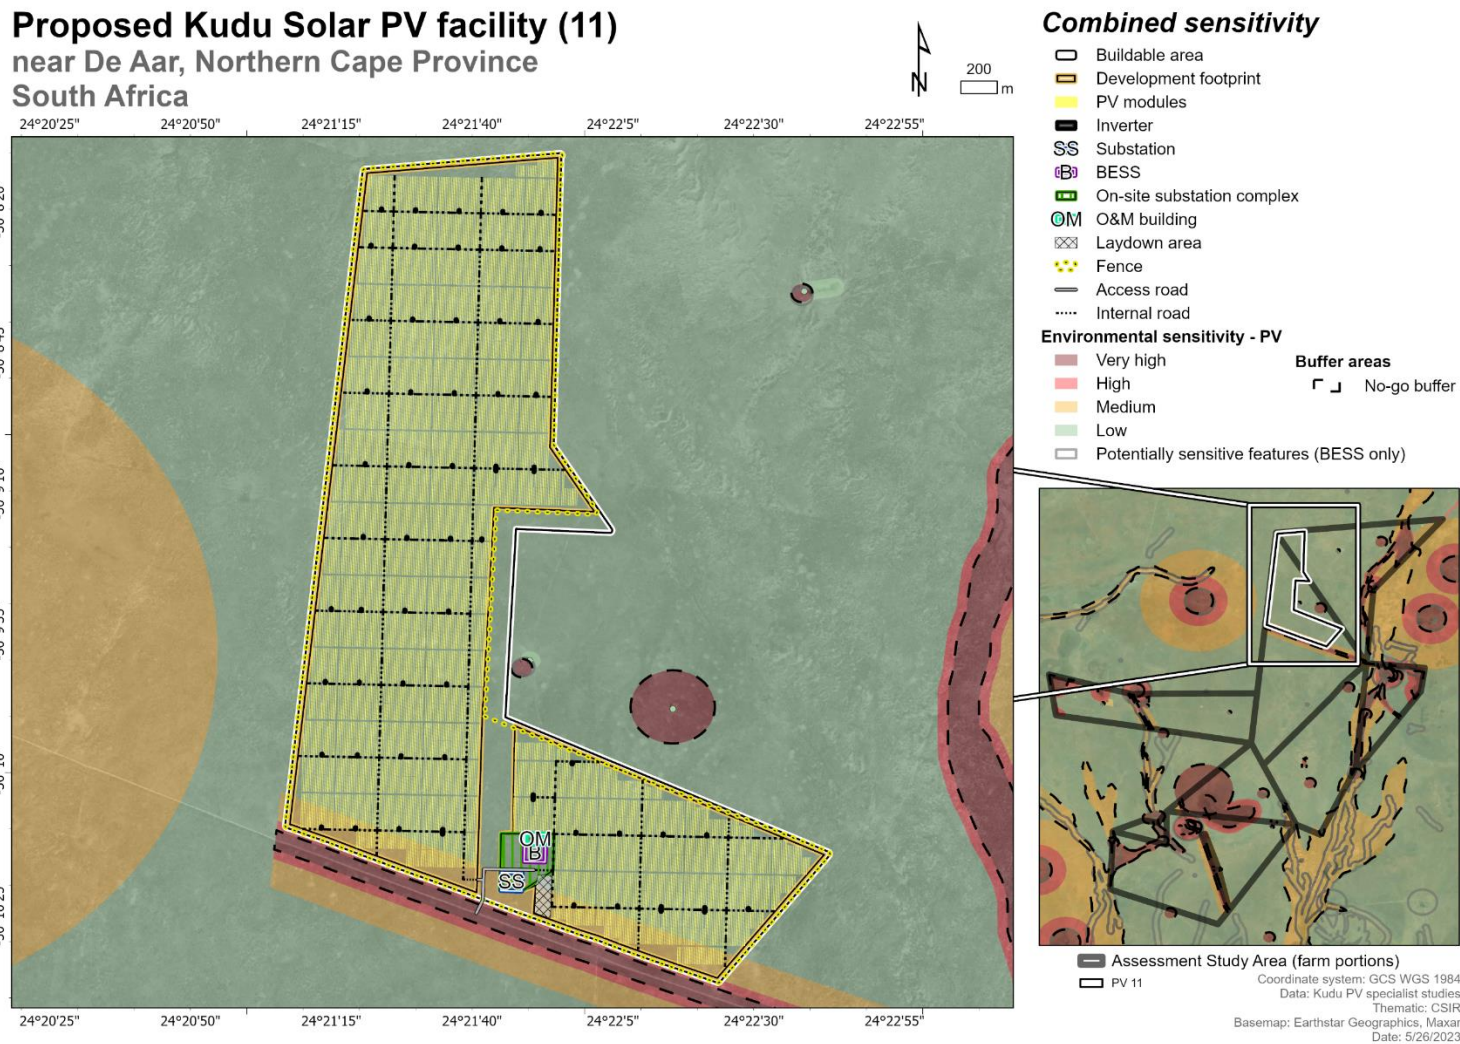 Proposed Kudu Solar PV facility (11)
near De Aar, Northern Cape Province
South Africa
N
200
m
24°20'25" 24°20'50" 24°21'15" 24°21'40" 24°22'5" 24°22'30" 24°22'55"
OM
B
SS
24°20'25" 24°20'50" 24°21'15" 24°21'40" 24°22'5" 24°22'30" 24°22'55"
Combined sensitivity
Buildable area
Development footprint
PV modules
Inverter
SS Substation
B BESS
On-site substation complex
OM O&M building
Laydown area
Fence
Access road
Internal road
Environmental sensitivity - PV
Very high
High
Medium
Low
Potentially sensitive features (BESS only)
Buffer areas
No-go buffer
Assessment Study Area (farm portions)
PV 11
Coordinate system: GCS WGS 1984
Data: Kudu PV specialist studies
Thematic: CSIR
Basemap: Earthstar Geographics, Maxar
Date: 5/26/2023